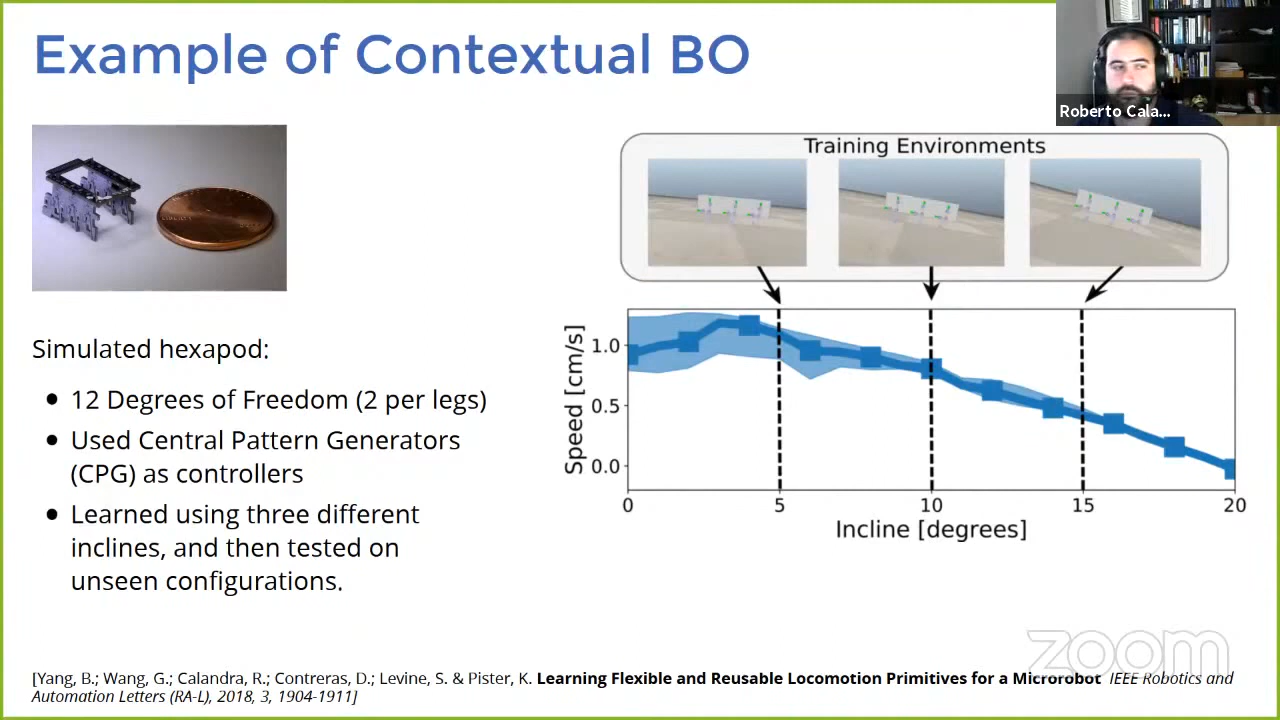 Example of Contextual BO
Roberto Cala...
Training Environments
Simulated hexapod:
● 12 Degrees of Freedom (2 per legs)
● Used Central Pattern Generators
(CPG) as controllers
● Learned using three different
inclines, and then tested on
unseen configurations.
Speed [cm/s]
1.0
0.5
0.0
0 5 10 15 20
Incline [degrees]
zoom
[Yang, B.; Wang, G.; Calandra, R.; Contreras, D.; Levine, S. & Pister, K. Learning Flexible and Reusable Locomotion Primitives for a Microrobot IEEE Robotics and
Automation Letters (RA-L), 2018, 3, 1904-1911]